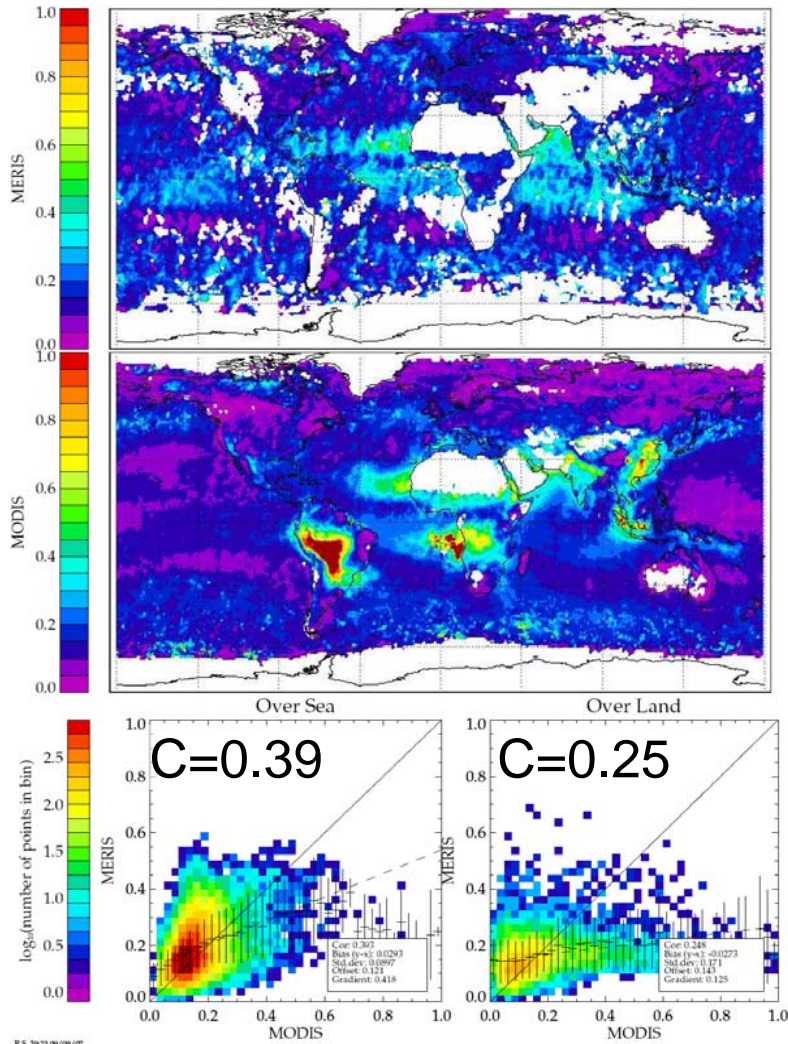 1.0
0.8
0.6
0.4
0.2
0.0
MERIS
1.0
0.8
0.6
0.4
0.2
0.0
MODIS
Over Sea
Over Land
2.5
2.0
1.5
1.0
0.5
0.0
log10(number of points in bin)
1.0
0.8
0.6
0.4
0.2
0.0
MERIS
C=0.39
Cor: 0.393
Bias (y-x): 0.0293
Std.dev: 0.0897
Offset: 0.121
Gradient: 0.418
0.0 0.2 0.4 0.6 0.8 1.0
MODIS
1.0
0.8
0.6
0.4
0.2
0.0
MERIS
C=0.25
Cor: 0.248
Bias (y-x): -0.0273
Std.dev: 0.171
Offset: 0.143
Gradient: 0.125
0.0 0.2 0.4 0.6 0.8 1.0
MODIS